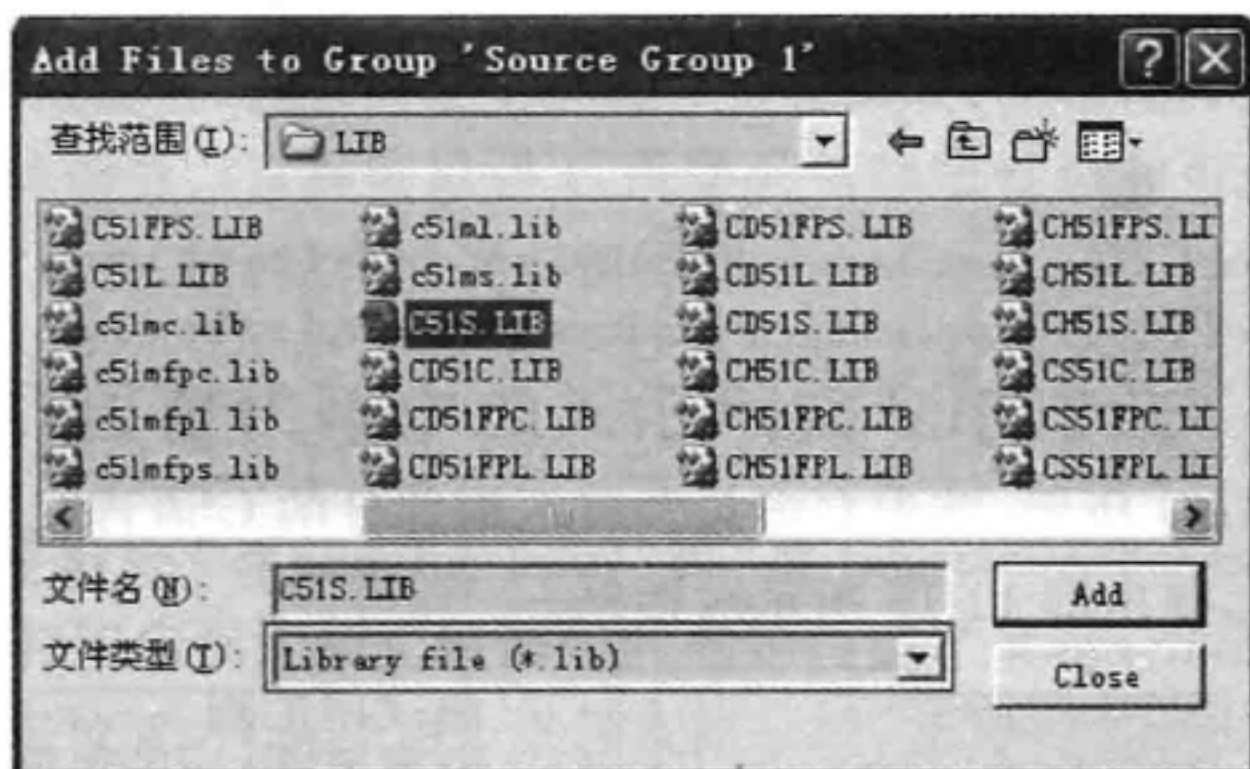 Add Files to Group 'Source Group 1'
查找范围(I): LIB
C51FPS.LIB c51ml.lib CD51FPS.LIB CH51FPS.LI
C51L.LIB c51ms.lib CD51L.LIB CH51L.LIB
c51mc.lib C51S.LIB CD51S.LIB CH51S.LIB
c51mfpc.lib CD51C.LIB CH51C.LIB CS51C.LIB
c51mfpl.lib CD51FPC.LIB CH51FPC.LIB CS51FPC.LI
c51mfps.lib CD51FPL.LIB CH51FPL.LIB CS51FPL.LI
文件名(N): C51S.LIB Add
文件类型(T): Library file (*.lib) Close